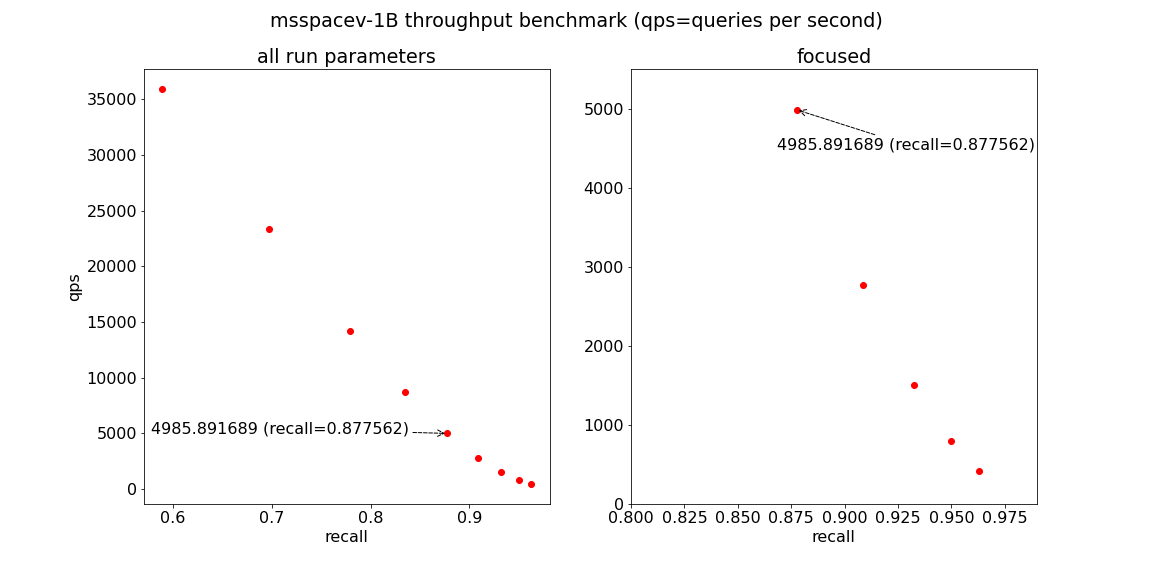 msspacev-1B throughput benchmark (qps=queries per second)
all run parameters
35000
30000
25000
20000
15000
10000
5000
0
qps
4985.891689 (recall=0.877562)
0.6 0.7 0.8 0.9
recall
focused
5000
4000
3000
2000
1000
0
4985.891689 (recall=0.877562)
0.800 0.825 0.850 0.875 0.900 0.925 0.950 0.975
recall